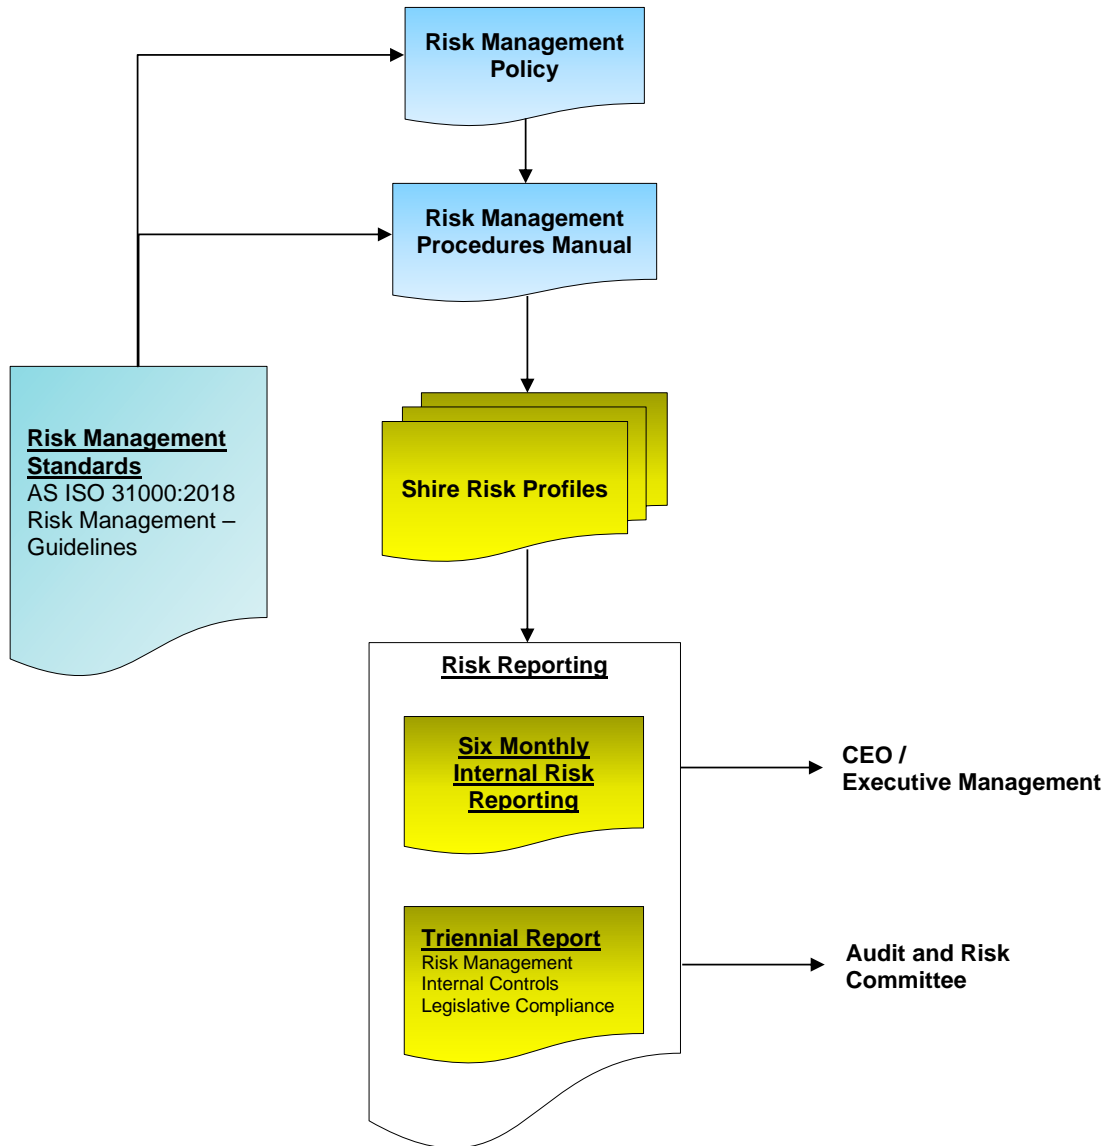 Risk Management
Policy
Risk Management
Procedures Manual
Risk Management
Standards
AS ISO 31000:2018
Risk Management –
Guidelines
Shire Risk Profiles
Risk Reporting
Six Monthly
Internal Risk
Reporting
CEO /
Executive Management
Triennial Report
Risk Management
Internal Controls
Legislative Compliance
Audit and Risk
Committee